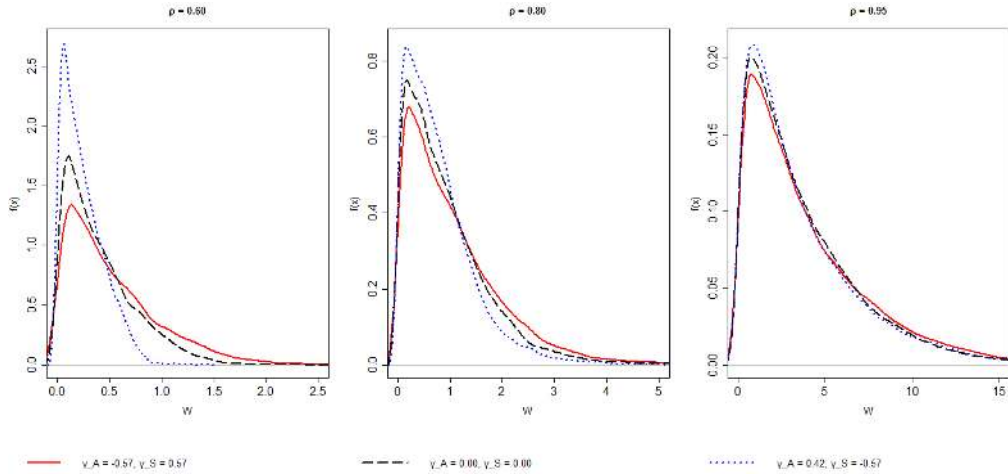 ρ = 0.60
ρ = 0.80
ρ = 0.95
f(x)
0.0 0.5 1.0 1.5 2.0 2.5
0.0 0.5 1.0 1.5 2.0 2.5
W
f(x)
0.0 0.2 0.4 0.6 0.8
0 1 2 3 4 5
W
f(x)
0.00 0.05 0.10 0.15 0.20
0 5 10 15
W
γ_A = -0.57, γ_S = 0.57
γ_A = 0.00, γ_S = 0.00
γ_A = 0.42, γ_S = -0.57